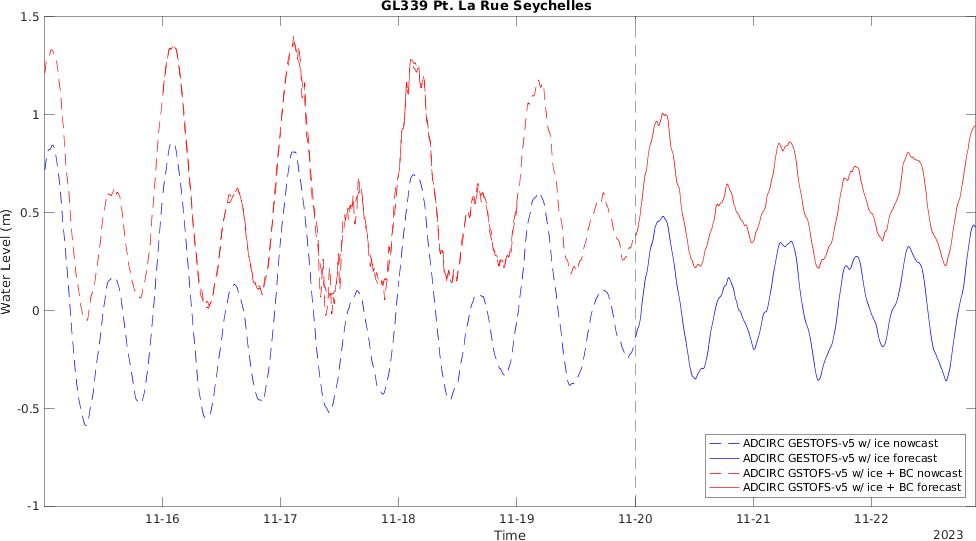 GL339 Pt. La Rue Seychelles
1.5
1
0.5
0
-0.5
-1
Water Level (m)
11-16
11-17
11-18
11-19
11-20
11-21
11-22
Time
2023
ADCIRC GESTOFS-v5 w/ ice nowcast
ADCIRC GESTOFS-v5 w/ ice forecast
ADCIRC GSTOFS-v5 w/ ice + BC nowcast
ADCIRC GSTOFS-v5 w/ ice + BC forecast